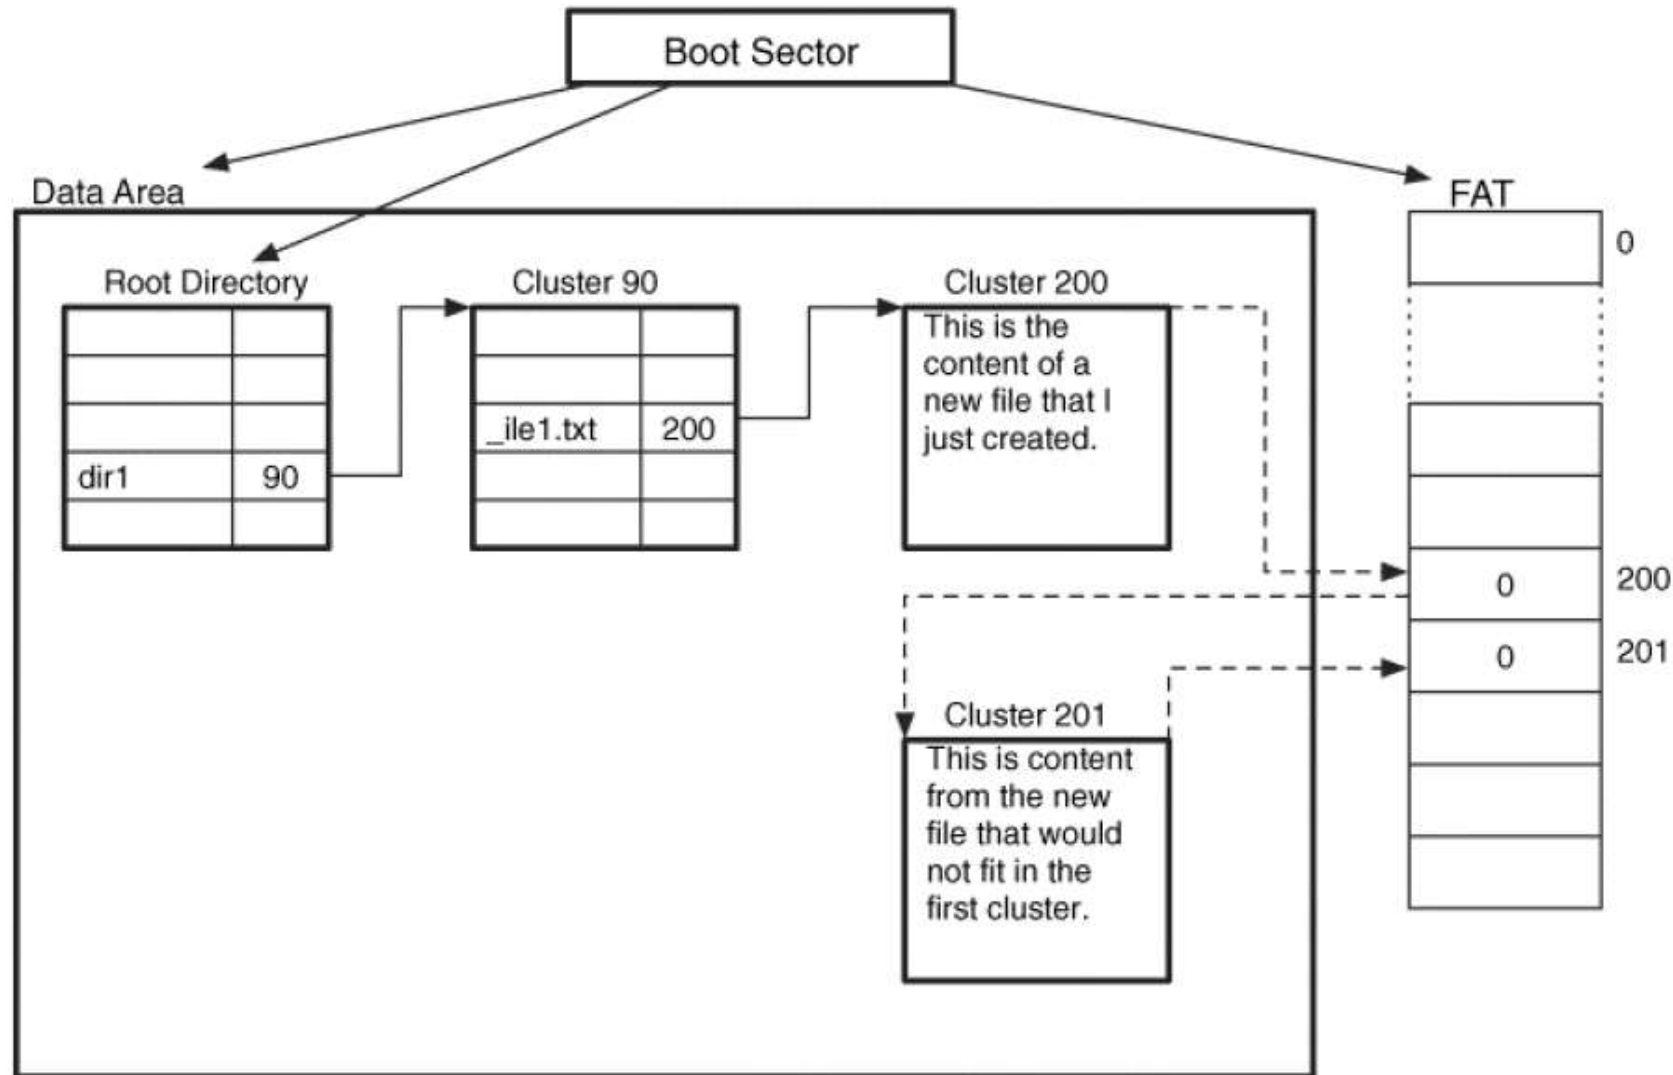 Boot Sector
Data Area
FAT
0
Root Directory
Cluster 90
Cluster 200
dir1 90
_ile1.txt 200
This is the
content of a
new file that I
just created.
0 200
0 201
Cluster 201
This is content
from the new
file that would
not fit in the
first cluster.